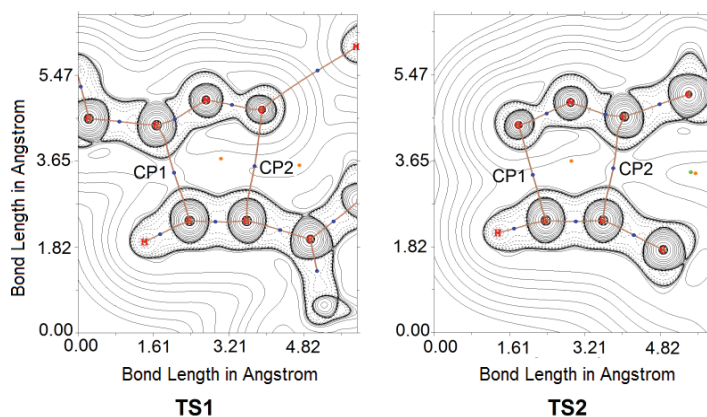 Bond Length in Angstrom
5.47
3.65
1.82
0.00
H
CP1
CP2
H
0.00
1.61
3.21
4.82
Bond Length in Angstrom
TS1
Bond Length in Angstrom
5.47
3.65
1.82
0.00
CP1
CP2
H
0.00
1.61
3.21
4.82
Bond Length in Angstrom
TS2